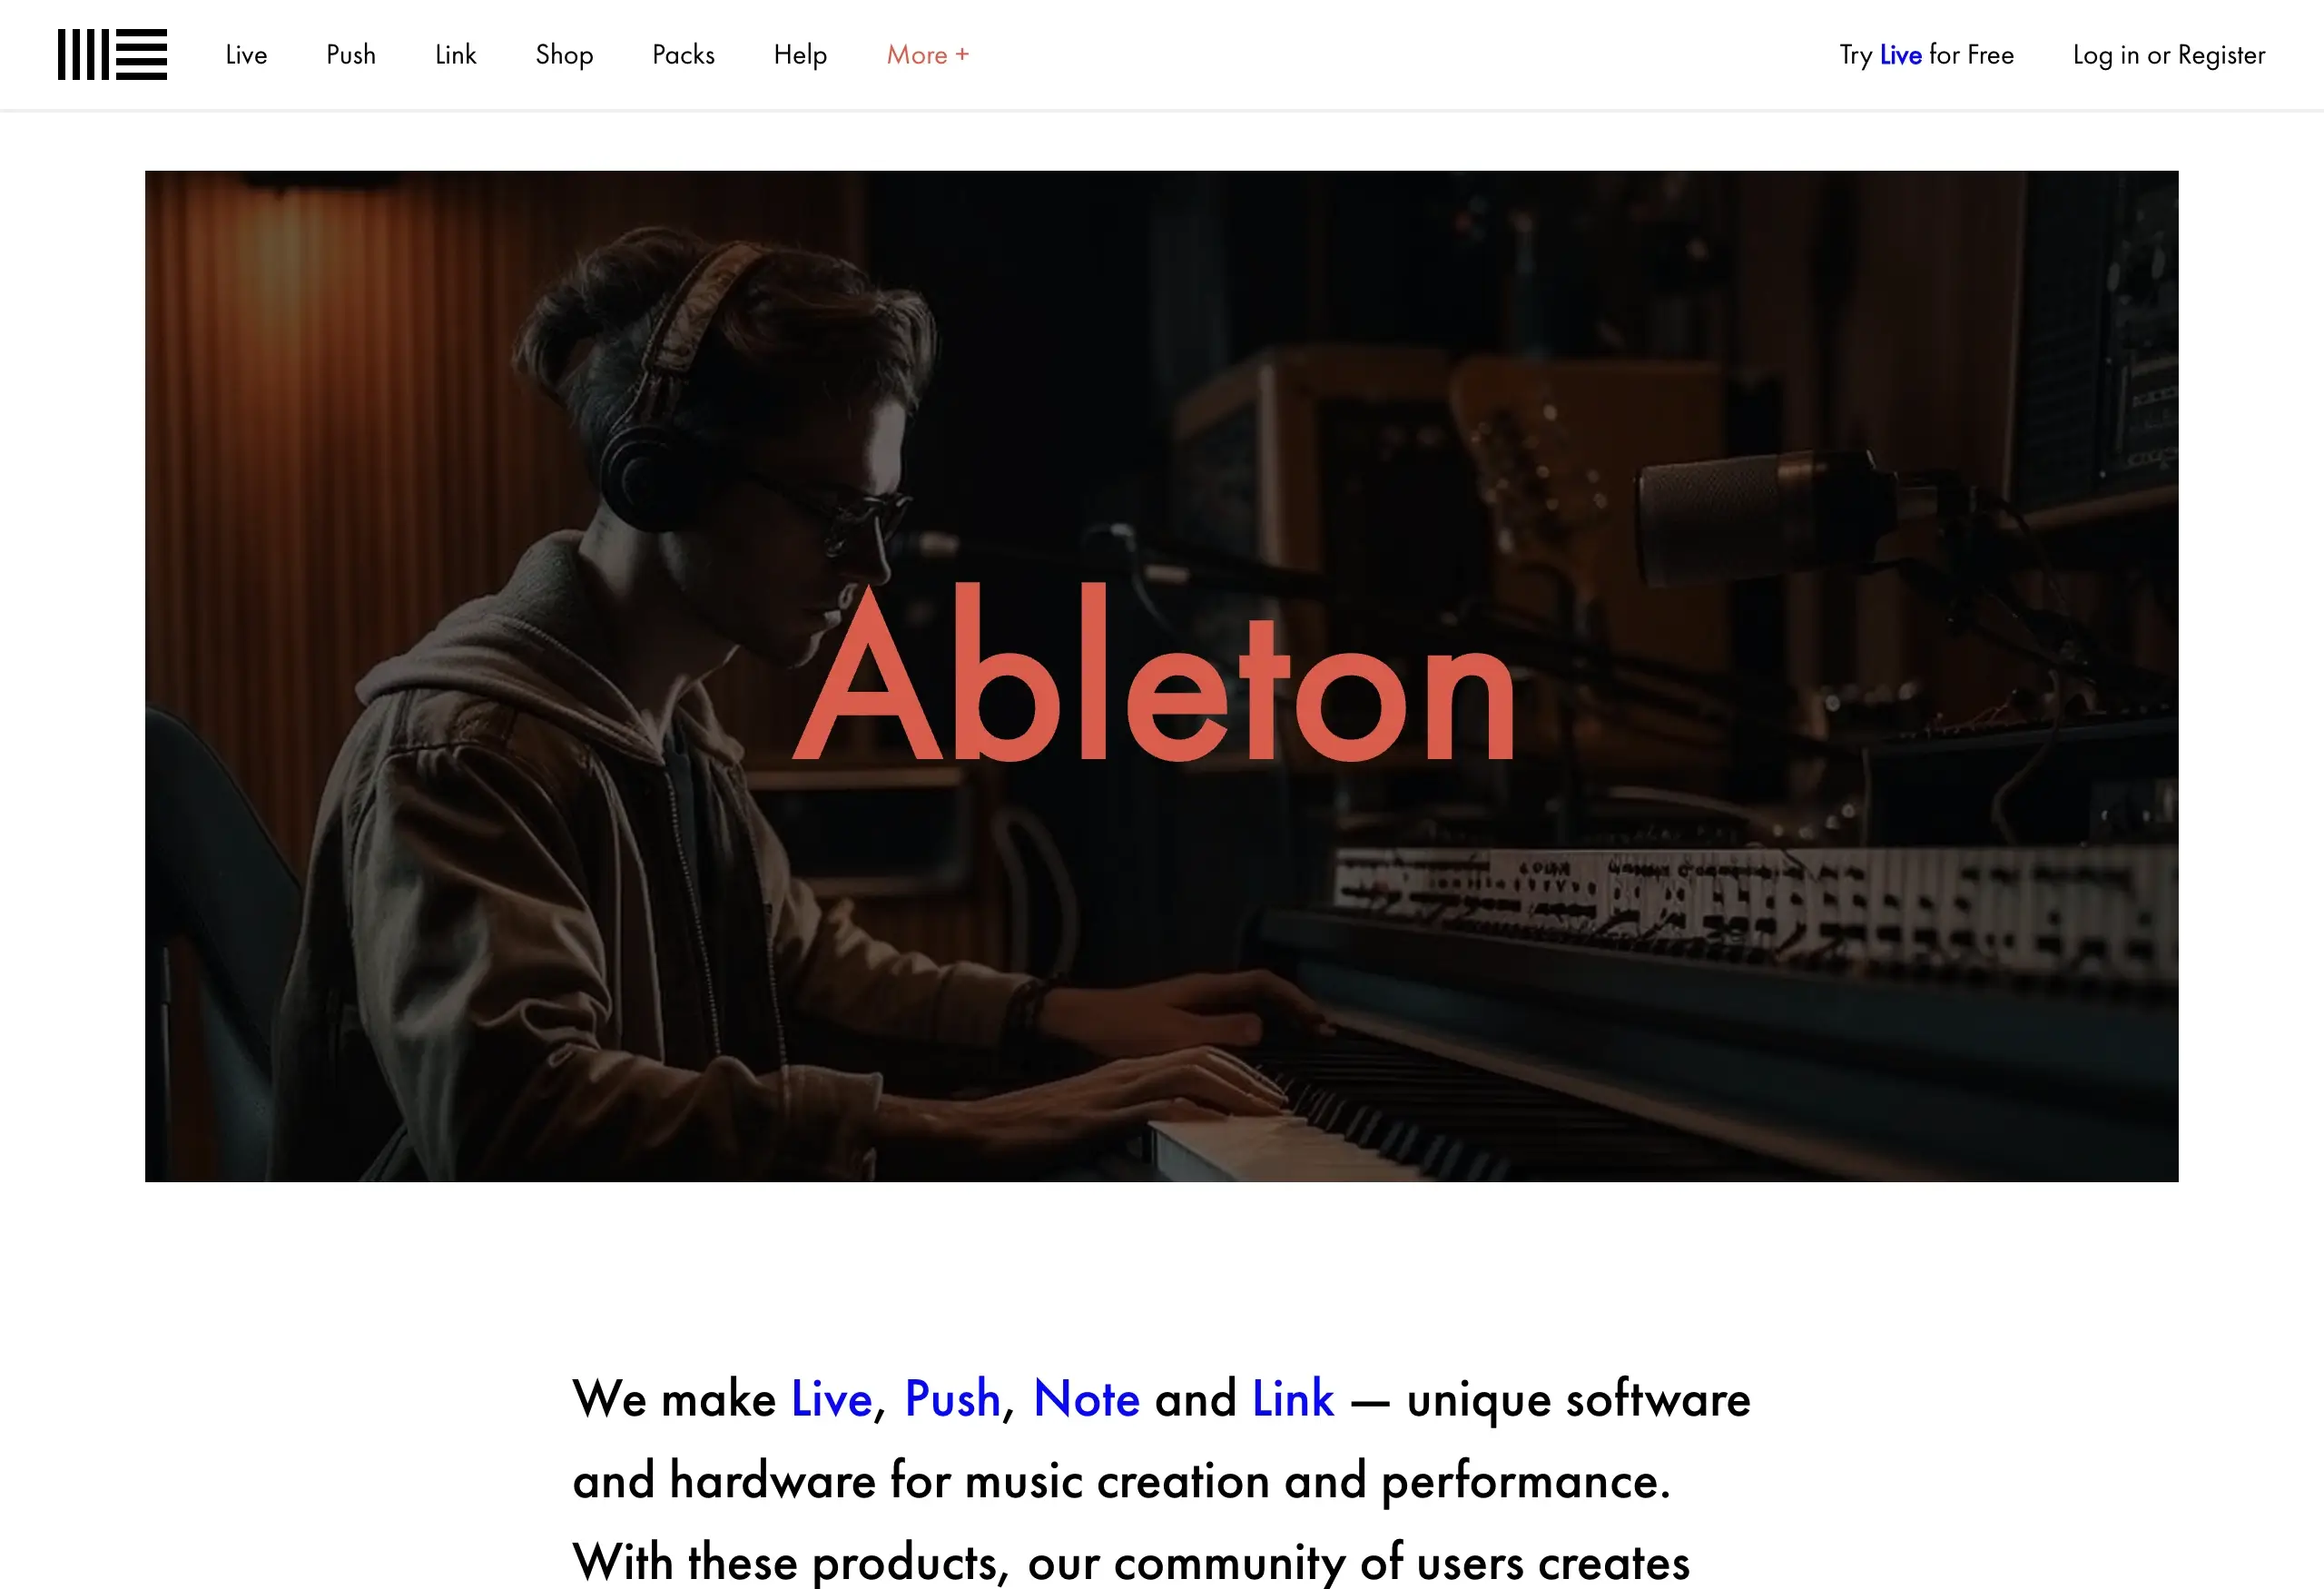 Live Push Link Shop Packs Help More + Try Live for Free Log in or Register
Ableton
We make Live, Push, Note and Link — unique software
and hardware for music creation and performance.
With these products, our community of users creates